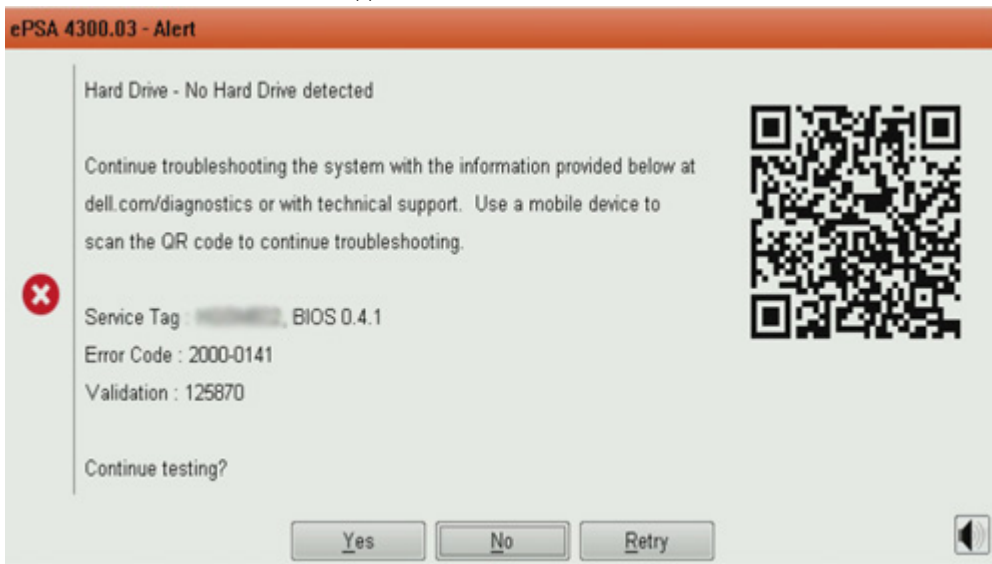 ePSA 4300.03 - Alert
Hard Drive - No Hard Drive detected
Continue troubleshooting the system with the information provided below at
dell.com/diagnostics or with technical support. Use a mobile device to
scan the QR code to continue troubleshooting.
Service Tag : , BIOS 0.4.1
Error Code : 2000-0141
Validation : 125870
Continue testing?
Yes No Retry